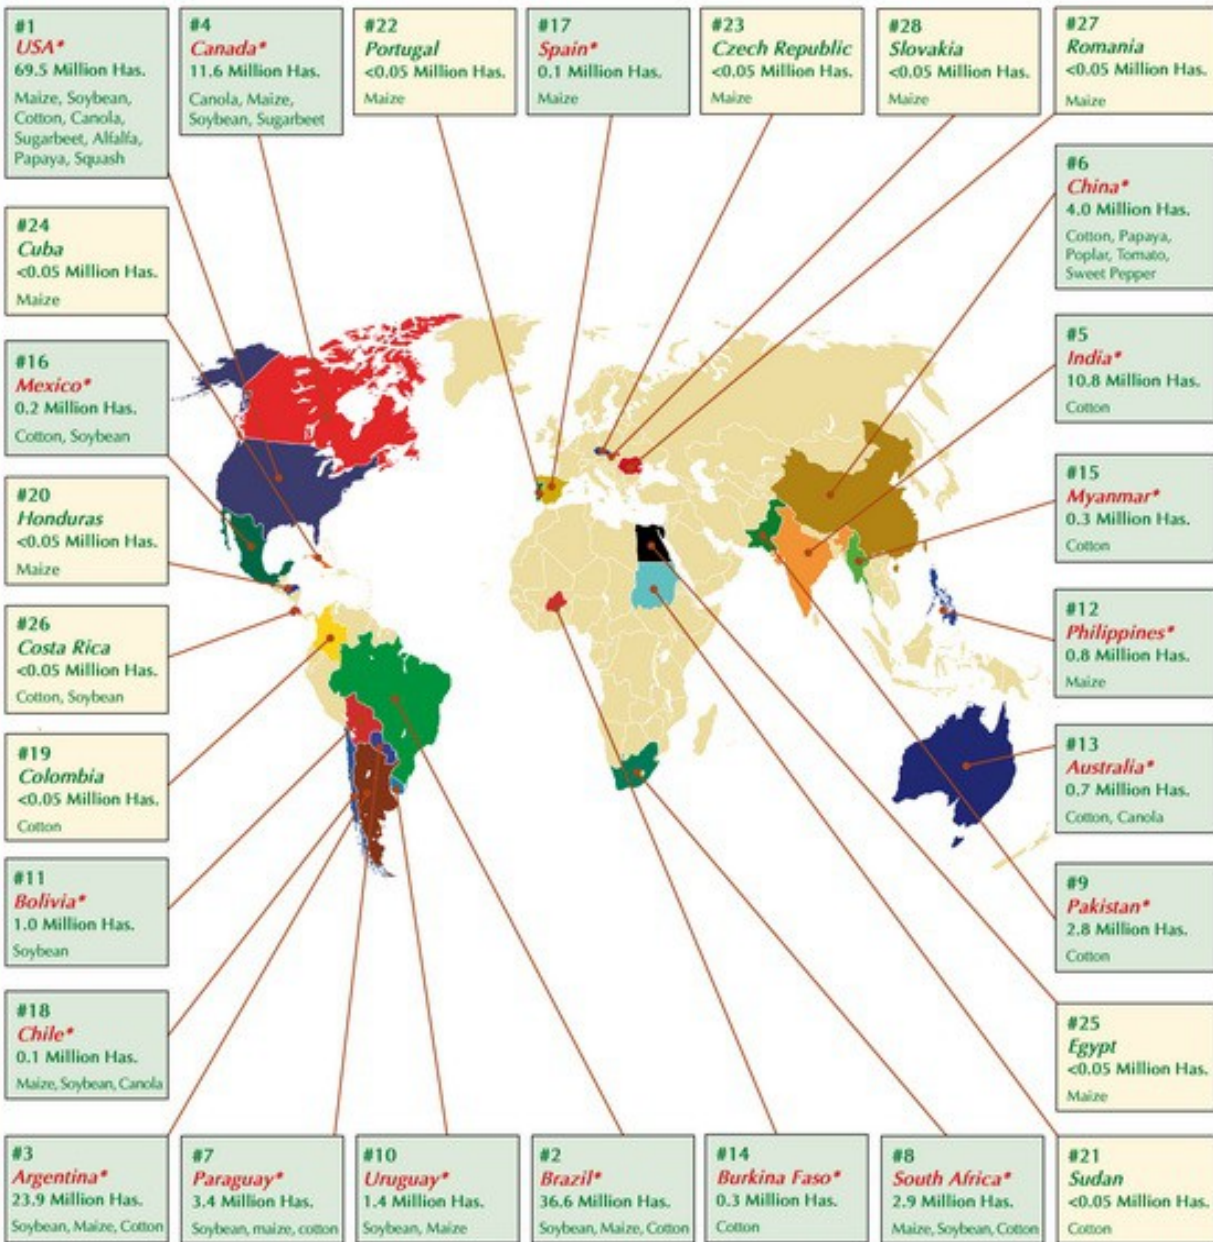 #1
USA*
69.5 Million Has.
Maize, Soybean,
Cotton, Canola,
Sugarbeet, Alfalfa,
Papaya, Squash
#4
Canada*
11.6 Million Has.
Canola, Maize,
Soybean, Sugarbeet
#22
Portugal
<0.05 Million Has.
Maize
#17
Spain*
0.1 Million Has.
Maize
#23
Czech Republic
<0.05 Million Has.
Maize
#28
Slovakia
<0.05 Million Has.
Maize
#27
Romania
<0.05 Million Has.
Maize
#24
Cuba
<0.05 Million Has.
Maize
#16
Mexico*
0.2 Million Has.
Cotton, Soybean
#20
Honduras
<0.05 Million Has.
Maize
#26
Costa Rica
<0.05 Million Has.
Cotton, Soybean
#19
Colombia
<0.05 Million Has.
Cotton
#11
Bolivia*
1.0 Million Has.
Soybean
#18
Chile*
0.1 Million Has.
Maize, Soybean, Canola
#6
China*
4.0 Million Has.
Cotton, Papaya,
Poplar, Tomato,
Sweet Pepper
#5
India*
10.8 Million Has.
Cotton
#15
Myanmar*
0.3 Million Has.
Cotton
#12
Philippines*
0.8 Million Has.
Maize
#13
Australia*
0.7 Million Has.
Cotton, Canola
#9
Pakistan*
2.8 Million Has.
Cotton
#25
Egypt
<0.05 Million Has.
Maize
#3
Argentina*
23.9 Million Has.
Soybean, Maize, Cotton
#7
Paraguay*
3.4 Million Has.
Soybean, maize, cotton
#10
Uruguay*
1.4 Million Has.
Soybean, Maize
#2
Brazil*
36.6 Million Has.
Soybean, Maize, Cotton
#14
Burkina Faso*
0.3 Million Has.
Cotton
#8
South Africa*
2.9 Million Has.
Maize, Soybean, Cotton
#21
Sudan
<0.05 Million Has.
Cotton